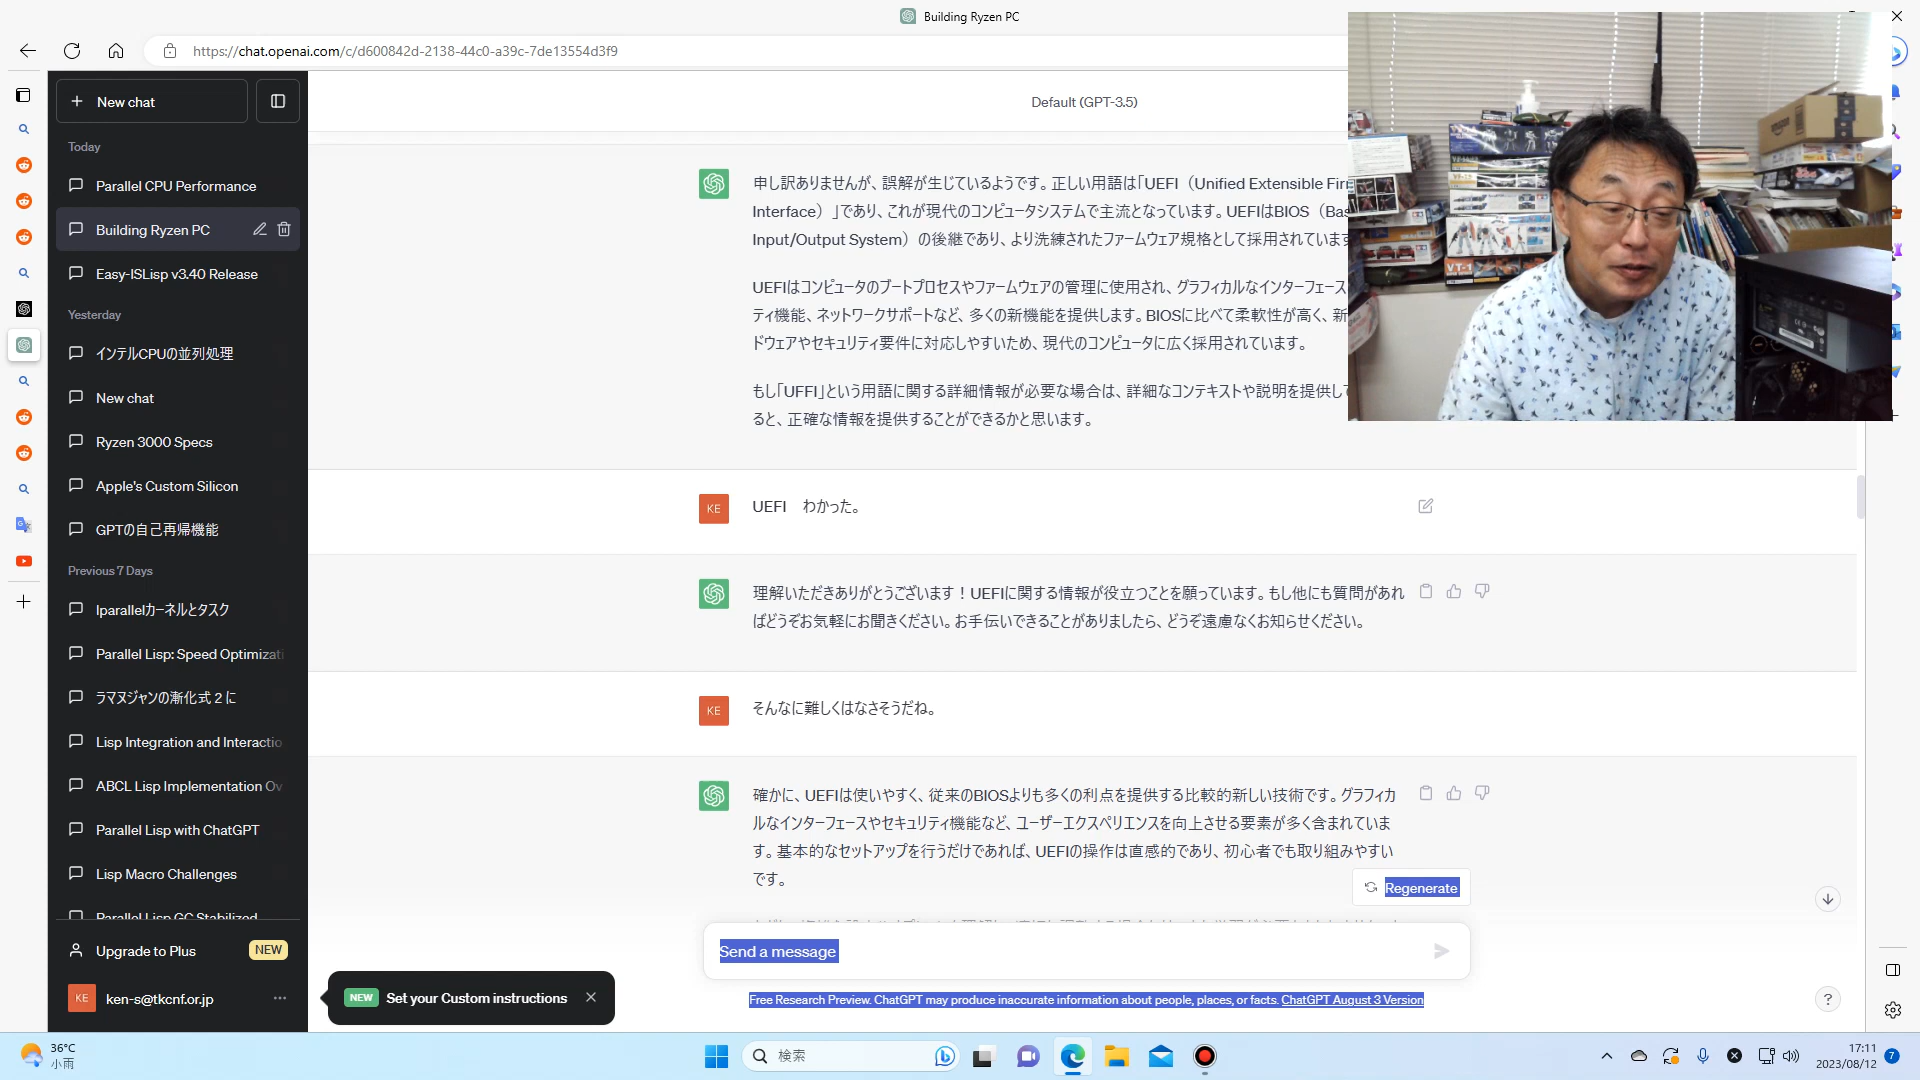 Building Ryzen PC
https://chat.openai.com/c/d600842d-2138-44c0-a39c-7de13554d3f9
New chat
Default (GPT-3.5)
Today
Parallel CPU Performance
Building Ryzen PC
Easy-ISLisp v3.40 Release
Yesterday
インテルCPUの並列処理
New chat
Ryzen 3000 Specs
Apple's Custom Silicon
GPTの自己再帰機能
Previous 7 Days
lparallelカーネルとタスク
Parallel Lisp: Speed Optimizati
ラマヌジャンの漸化式２に
Lisp Integration and Interactio
ABCL Lisp Implementation Ov
Parallel Lisp with ChatGPT
Lisp Macro Challenges
Parallel Lisp GC Stabilized
Upgrade to Plus
NEW
KE
ken-s@tkcnf.or.jp
申し訳ありませんが、誤解が生じているようです。正しい用語は「UEFI（Unified Extensible Fir
Interface）」であり、これが現代のコンピュータシステムで主流となっています。UEFIはBIOS（Bas
Input/Output System）の後継であり、より洗練されたファームウェア規格として採用されています
UEFIはコンピュータのブートプロセスやファームウェアの管理に使用され、グラフィカルなインターフェース
ティ機能、ネットワークサポートなど、多くの新機能を提供します。BIOSに比べて柔軟性が高く、新
ドウェアやセキュリティ要件に対応しやすいため、現代のコンピュータに広く採用されています。
もし「UFFI」という用語に関する詳細情報が必要な場合は、詳細なコンテキストや説明を提供して
ると、正確な情報を提供することができるかと思います。
KE
UEFI　わかった。
理解いただきありがとうございます！UEFIに関する情報が役立つことを願っています。もし他にも質問があれ
ばどうぞお気軽にお聞きください。お手伝いできることがありましたら、どうぞ遠慮なくお知らせください。
KE
そんなに難しくはなさそうだね。
確かに、UEFIは使いやすく、従来のBIOSよりも多くの利点を提供する比較的新しい技術です。グラフィカ
ルなインターフェースやセキュリティ機能など、ユーザーエクスペリエンスを向上させる要素が多く含まれていま
す。基本的なセットアップを行うだけであれば、UEFIの操作は直感的であり、初心者でも取り組みやすい
です。
Regenerate
Send a message
NEW Set your Custom instructions
Free Research Preview. ChatGPT may produce inaccurate information about people, places, or facts. ChatGPT August 3 Version
?
amazon
VT-1
36°C
小雨
検索
17:11
2023/08/12
7